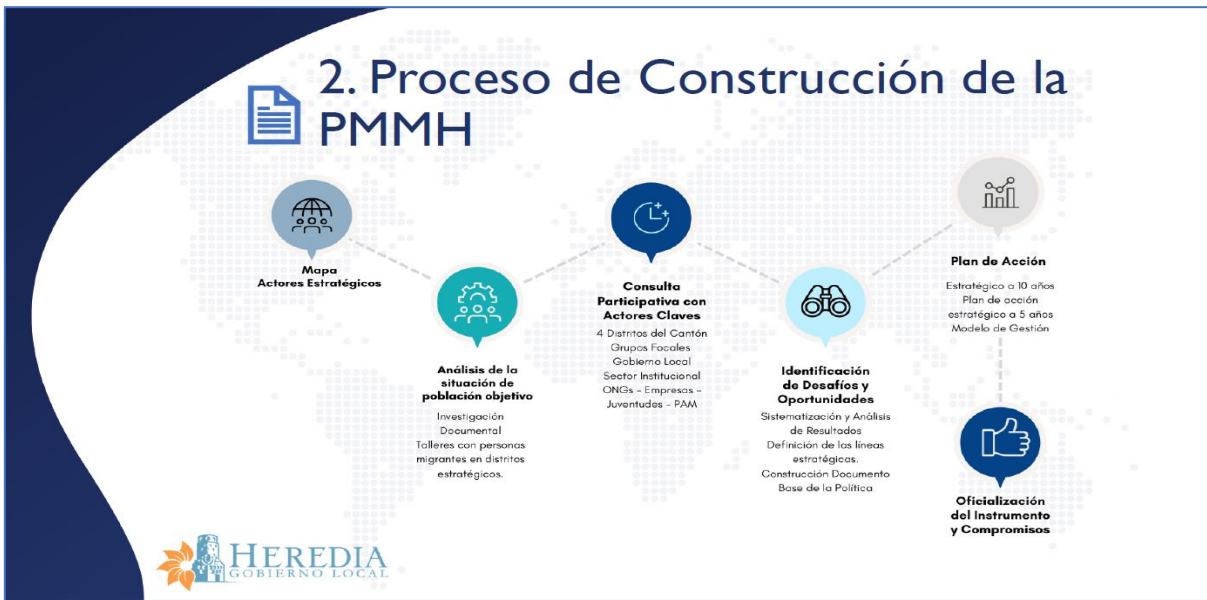 2. Proceso de Construcción de la
PMMH
Mapa
Actores Estratégicos
Análisis de la
situación de
población objetivo
Investigación
Documental
Talleres con personas
migrantes en distritos
estratégicos.
Consulta
Participativa con
Actores Claves
4 Distritos del Cantón
Grupos Focales
Gobierno Local
Sector Institucional
ONGs – Empresas –
Juventudes – PAM
Identificación
de Desafíos y
Oportunidades
Sistematización y Análisis
de Resultados
Definición de las líneas
estratégicas.
Construcción Documento
Base de la Política
Plan de Acción
Estratégico a 10 años
Plan de acción
estratégico a 5 años
Modelo de Gestión
Oficialización
del Instrumento
y Compromisos
HEREDIA
GOBIERNO LOCAL